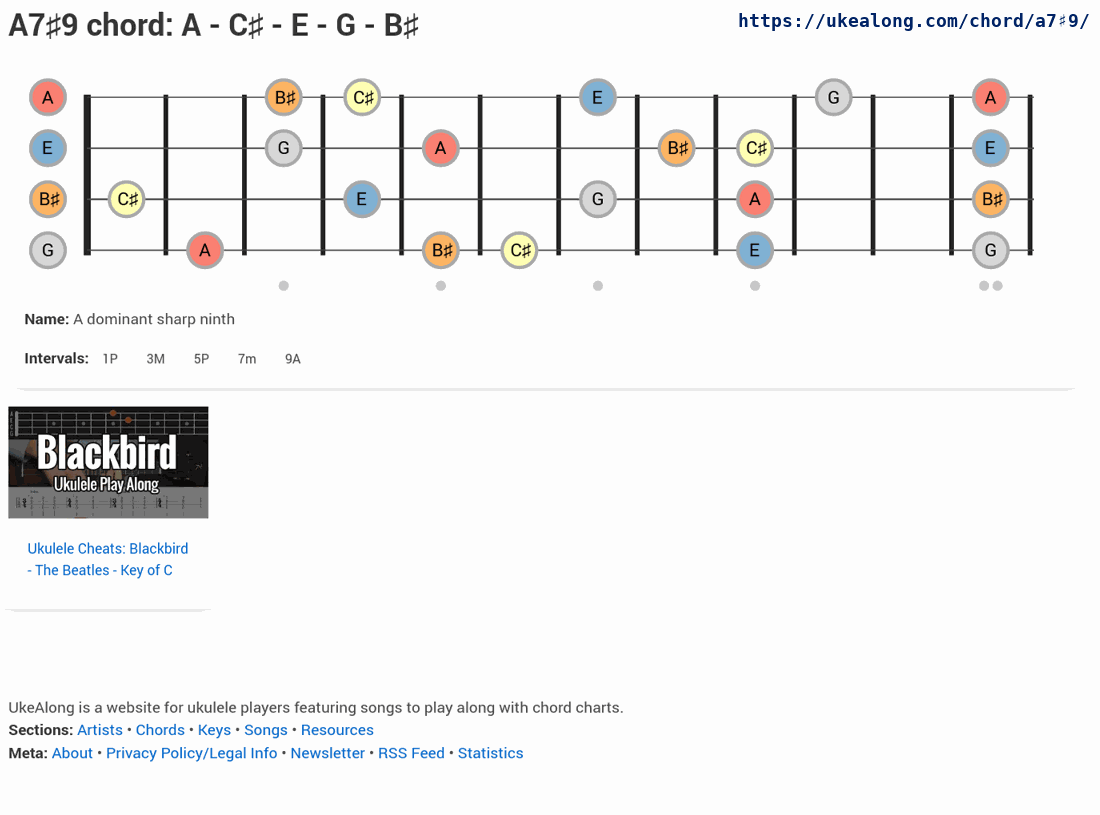 A7♯9 chord: A - C♯ - E - G - B♯
https://ukealong.com/chord/a7♯9/
A B♯ C♯ E G A
E G A B♯ C♯ E
B♯ C♯ E G A B♯
G A B♯ C♯ E G
Name: A dominant sharp ninth
Intervals: 1P 3M 5P 7m 9A
Blackbird
Ukulele Play Along
Ukulele Cheats: Blackbird
- The Beatles - Key of C
UkeAlong is a website for ukulele players featuring songs to play along with chord charts.
Sections: Artists • Chords • Keys • Songs • Resources
Meta: About • Privacy Policy/Legal Info • Newsletter • RSS Feed • Statistics